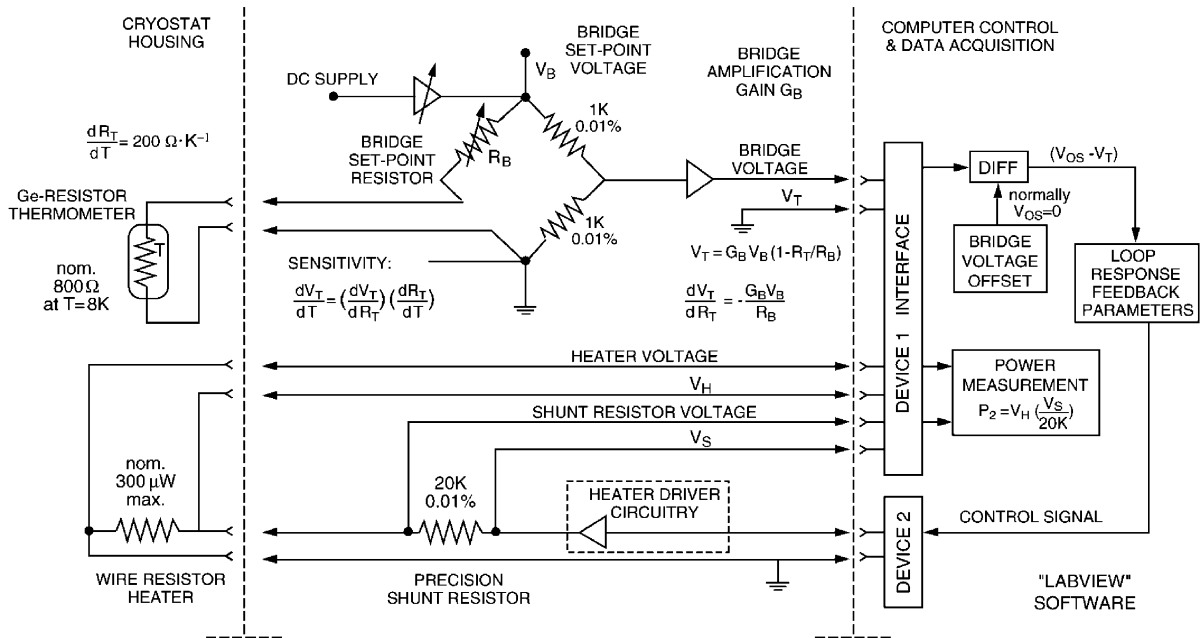 CRYOSTAT
HOUSING
BRIDGE
SET-POINT
VOLTAGE
V_B
BRIDGE
AMPLIFICATION
GAIN G_B
COMPUTER CONTROL
& DATA ACQUISITION
DC SUPPLY
dR_T/dT = 200 Ω·K⁻¹
BRIDGE
SET-POINT
RESISTOR
R_B
1K
0.01%
BRIDGE
VOLTAGE
V_T
DIFF
(V_OS -V_T)
normally
V_OS=0
Ge-RESISTOR
THERMOMETER
T
nom.
800Ω
at T=8K
1K
0.01%
SENSITIVITY:
dV_T/dT = (dV_T/dR_T) (dR_T/dT)
V_T = G_B V_B (1-R_T/R_B)
dV_T/dR_T = - G_BV_B/R_B
BRIDGE
VOLTAGE
OFFSET
LOOP
RESPONSE
FEEDBACK
PARAMETERS
DEVICE 1 INTERFACE
HEATER VOLTAGE
V_H
SHUNT RESISTOR VOLTAGE
V_S
POWER
MEASUREMENT
P_2 = V_H (V_S/20K)
nom.
300 μW
max.
20K
0.01%
HEATER DRIVER
CIRCUITRY
DEVICE 2
CONTROL SIGNAL
WIRE RESISTOR
HEATER
PRECISION
SHUNT RESISTOR
"LABVIEW"
SOFTWARE